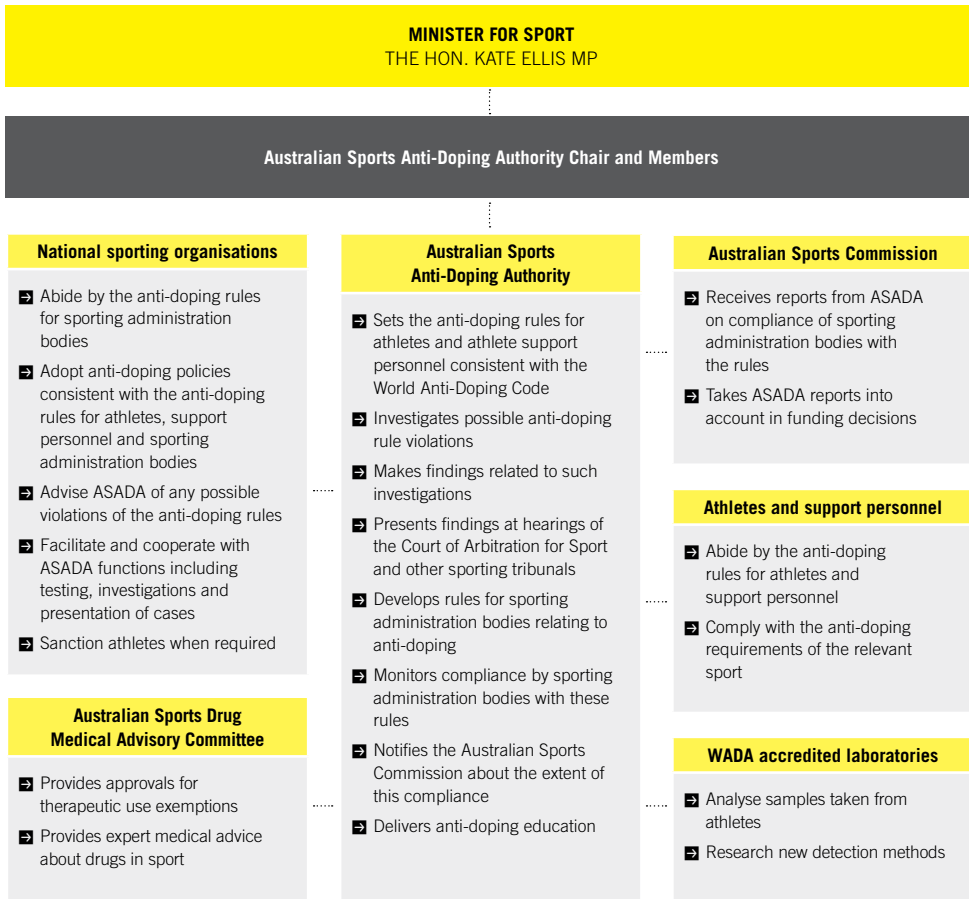 MINISTER FOR SPORT
THE HON. KATE ELLIS MP
Australian Sports Anti-Doping Authority Chair and Members
National sporting organisations
Abide by the anti-doping rules
for sporting administration
bodies
Adopt anti-doping policies
consistent with the anti-doping
rules for athletes, support
personnel and sporting
administration bodies
Advise ASADA of any possible
violations of the anti-doping rules
Facilitate and cooperate with
ASADA functions including
testing, investigations and
presentation of cases
Sanction athletes when required
Australian Sports Drug
Medical Advisory Committee
Provides approvals for
therapeutic use exemptions
Provides expert medical advice
about drugs in sport
Australian Sports
Anti-Doping Authority
Sets the anti-doping rules for
athletes and athlete support
personnel consistent with the
World Anti-Doping Code
Investigates possible anti-doping
rule violations
Makes findings related to such
investigations
Presents findings at hearings of
the Court of Arbitration for Sport
and other sporting tribunals
Develops rules for sporting
administration bodies relating to
anti-doping
Monitors compliance by sporting
administration bodies with these
rules
Notifies the Australian Sports
Commission about the extent of
this compliance
Delivers anti-doping education
Australian Sports Commission
Receives reports from ASADA
on compliance of sporting
administration bodies with
the rules
Takes ASADA reports into
account in funding decisions
Athletes and support personnel
Abide by the anti-doping
rules for athletes and
support personnel
Comply with the anti-doping
requirements of the relevant
sport
WADA accredited laboratories
Analyse samples taken from
athletes
Research new detection methods